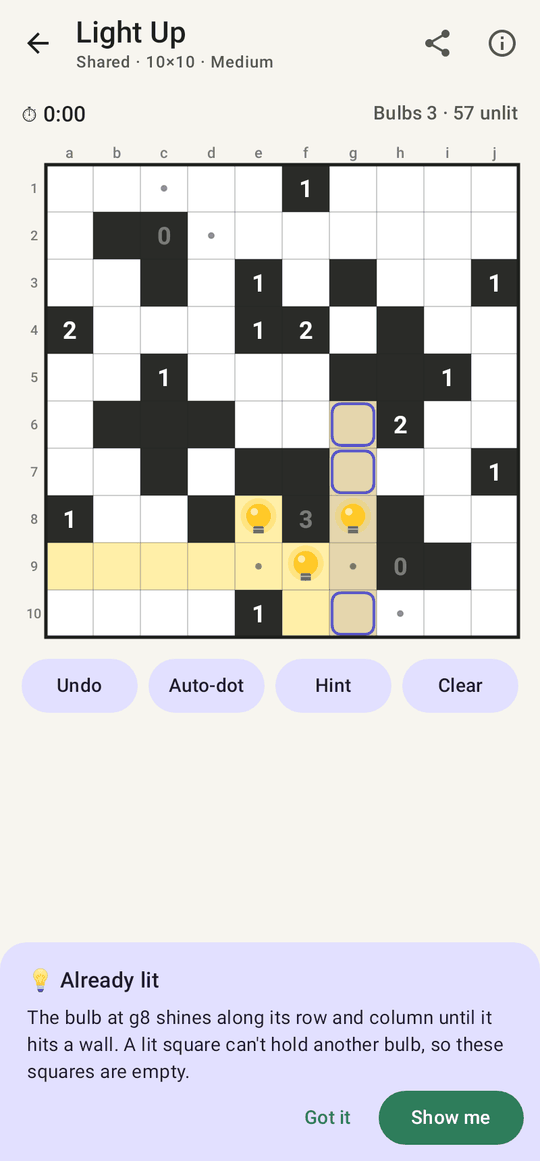 Light Up
Shared · 10×10 · Medium
0:00
Bulbs 3 · 57 unlit
a b c d e f g h i j
1 1
2 0
3 1 1
4 2 1 2
5 1 1
6 2
7 1
8 1 3
9 0
10 1
Undo Auto-dot Hint Clear
Already lit
The bulb at g8 shines along its row and column until it
hits a wall. A lit square can't hold another bulb, so these
squares are empty.
Got it Show me